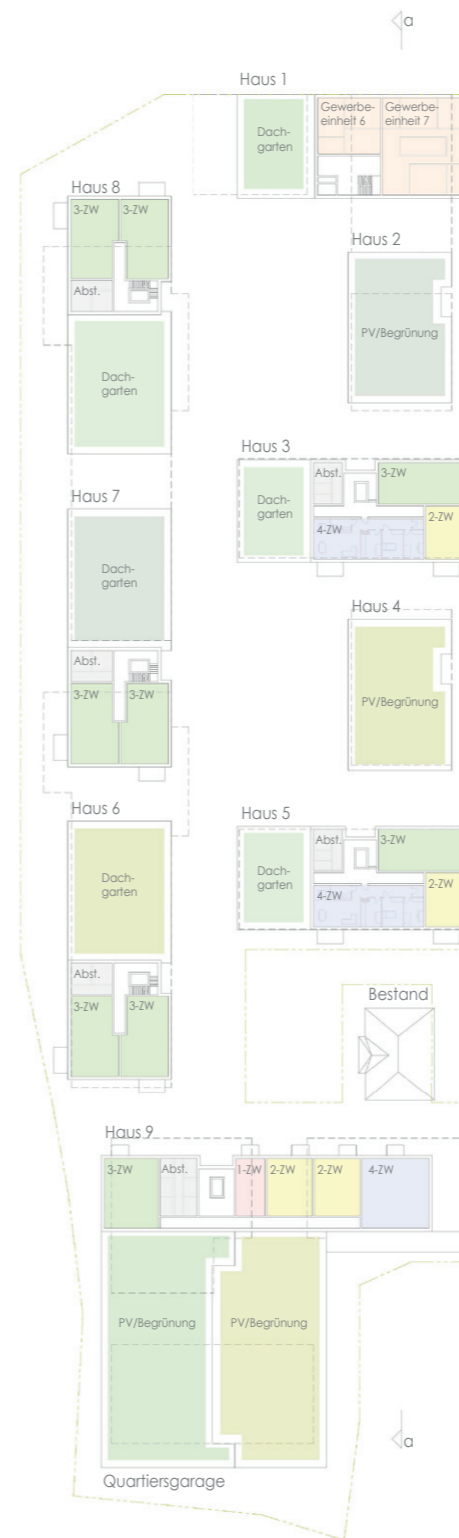 a
Haus 1
Gewerbe-
einheit 6
Gewerbe-
einheit 7
Dach-
garten
Haus 8
3-ZW
3-ZW
Abst.
Dach-
garten
Haus 2
PV/Begrünung
Haus 3
Abst.
3-ZW
Dach-
garten
4-ZW
2-ZW
Haus 7
Dach-
garten
Abst.
3-ZW
3-ZW
Haus 4
PV/Begrünung
Haus 6
Dach-
garten
Abst.
3-ZW
3-ZW
Haus 5
Abst.
3-ZW
Dach-
garten
4-ZW
2-ZW
Bestand
Haus 9
3-ZW
Abst.
1-ZW
2-ZW
2-ZW
4-ZW
PV/Begrünung
PV/Begrünung
a
Quartiersgarage